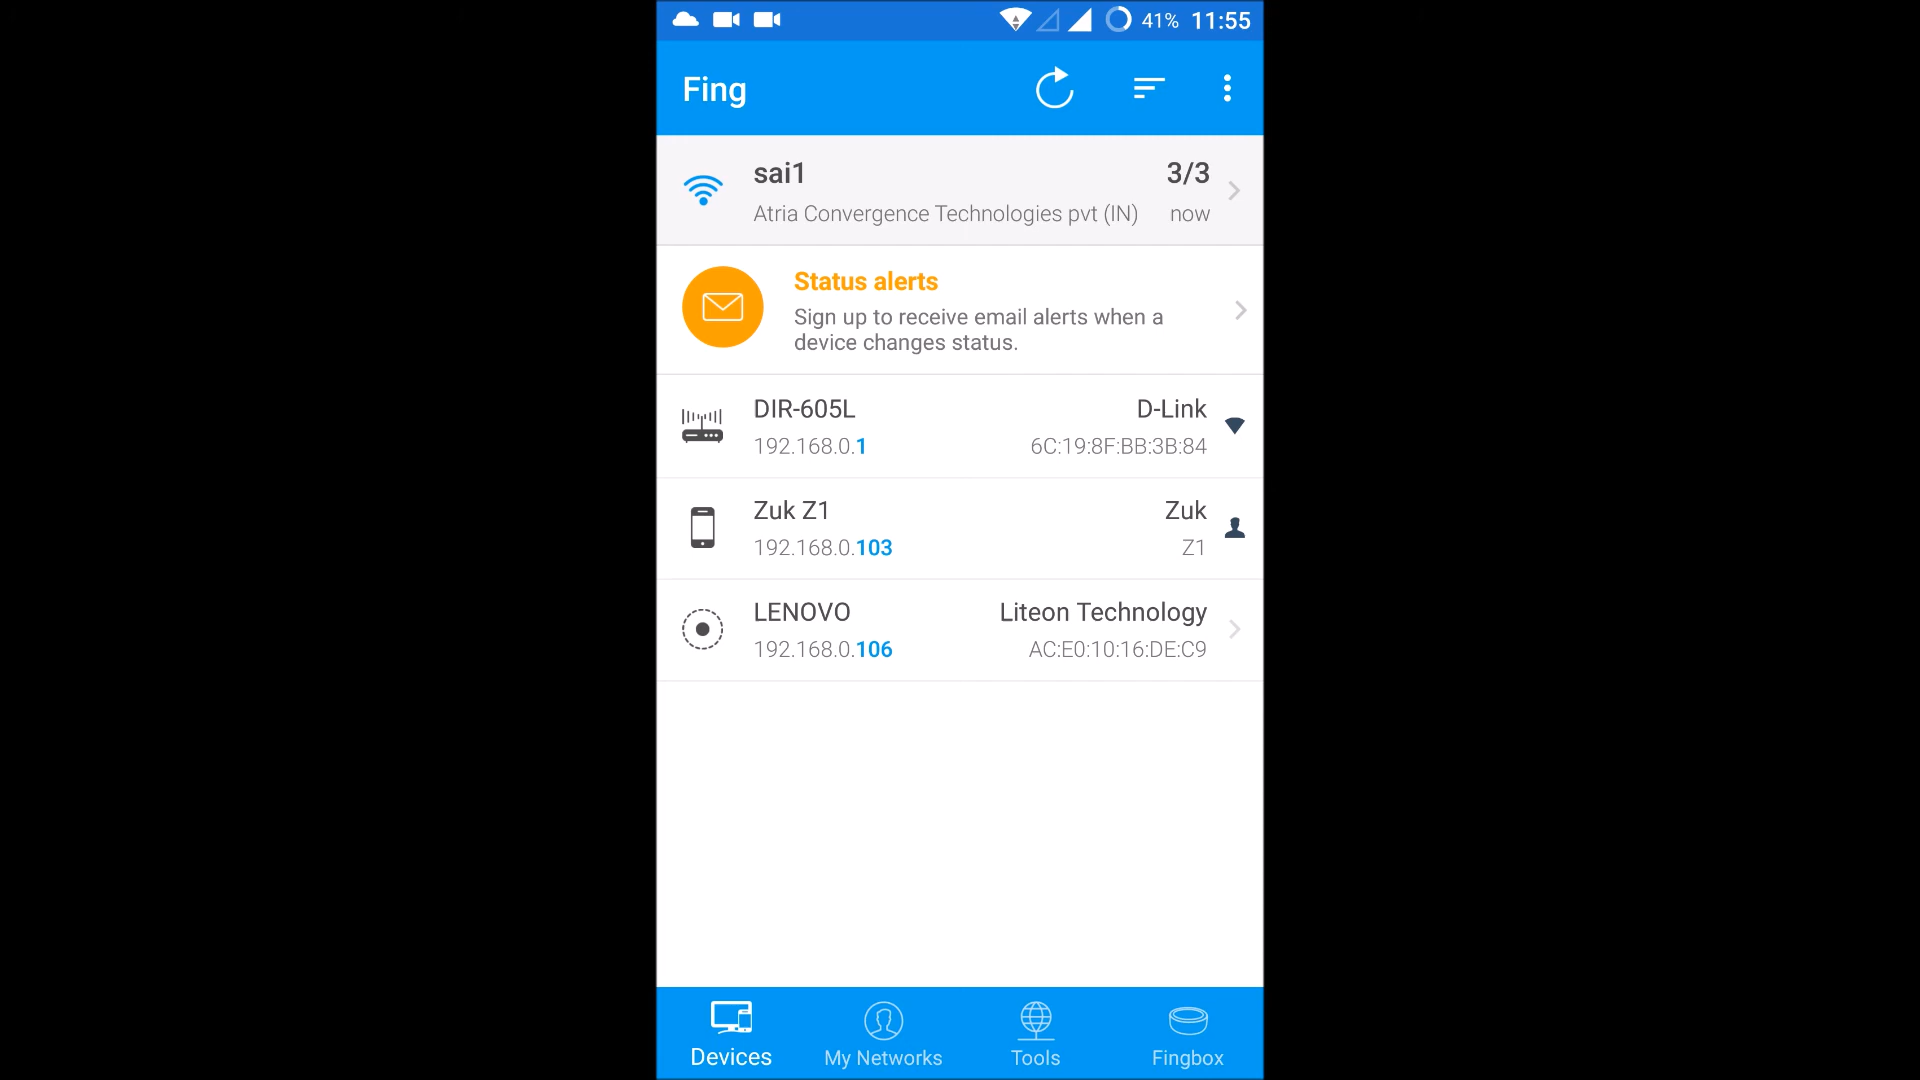 41% 11:55
Fing
sai1 3/3
Atria Convergence Technologies pvt (IN) now
Status alerts
Sign up to receive email alerts when a
device changes status.
DIR-605L D-Link
192.168.0.1 6C:19:8F:BB:3B:84
Zuk Z1 Zuk
192.168.0.103 Z1
LENOVO Liteon Technology
192.168.0.106 AC:E0:10:16:DE:C9
Devices My Networks Tools Fingbox